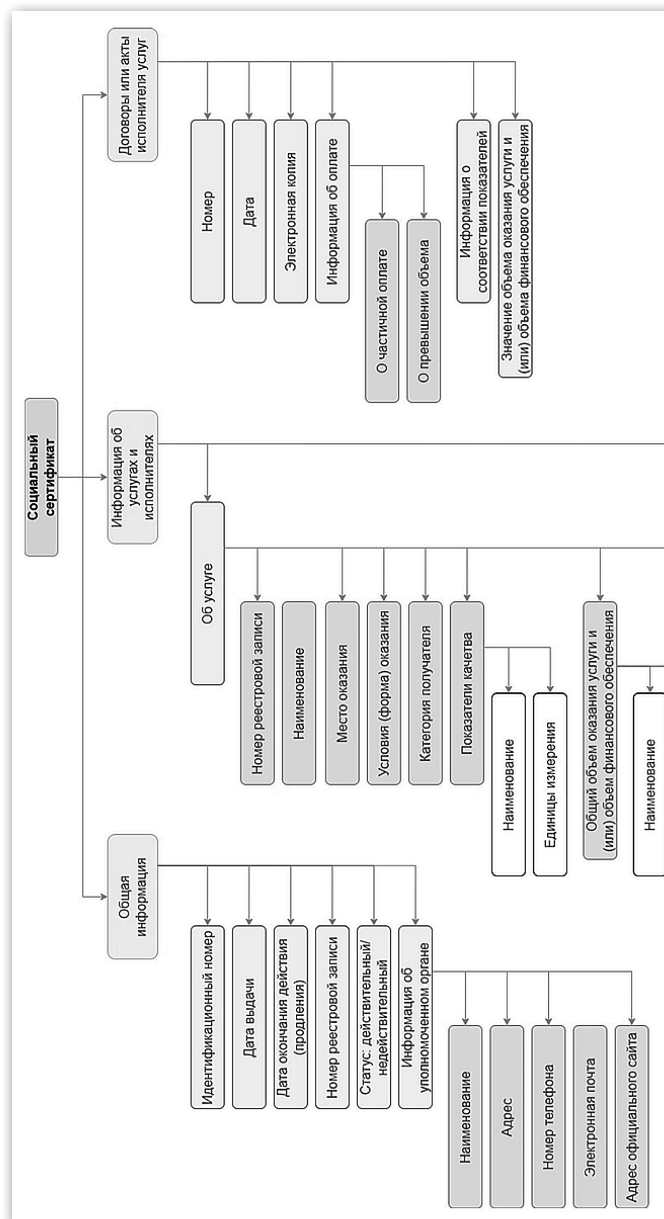 Социальный
сертификат
Общая
информация
Идентификационный номер
Дата выдачи
Дата окончания действия
(продления)
Номер реестровой записи
Статус: действительный/
недействительный
Информация об
уполномоченном органе
Наименование
Адрес
Номер телефона
Электронная почта
Адрес официального сайта
Информация об
услугах и
исполнителях
Об услуге
Номер реестровой записи
Наименование
Место оказания
Условия (форма) оказания
Категория получателя
Показатели качетва
Наименование
Единицы измерения
Общий объем оказания услуги и
(или) объем финансового обеспечения
Наименование
Договоры или акты
исполнителя услуг
Номер
Дата
Электронная копия
Информация об оплате
О частичной оплате
О превышении объема
Информация о
соответствии показателей
Значение объема оказания услуги и
(или) объема финансового обеспечения